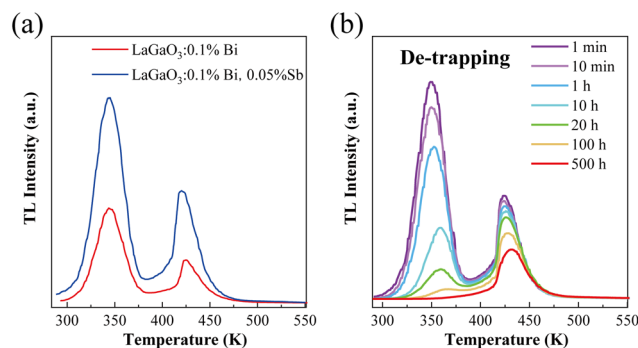 (a)
LaGaO₃:0.1% Bi
LaGaO₃:0.1% Bi, 0.05%Sb
TL Intensity (a.u.)
300 350 400 450 500 550
Temperature (K)
(b)
De-trapping
1 min
10 min
1 h
10 h
20 h
100 h
500 h
TL Intensity (a.u.)
300 350 400 450 500 550
Temperature (K)